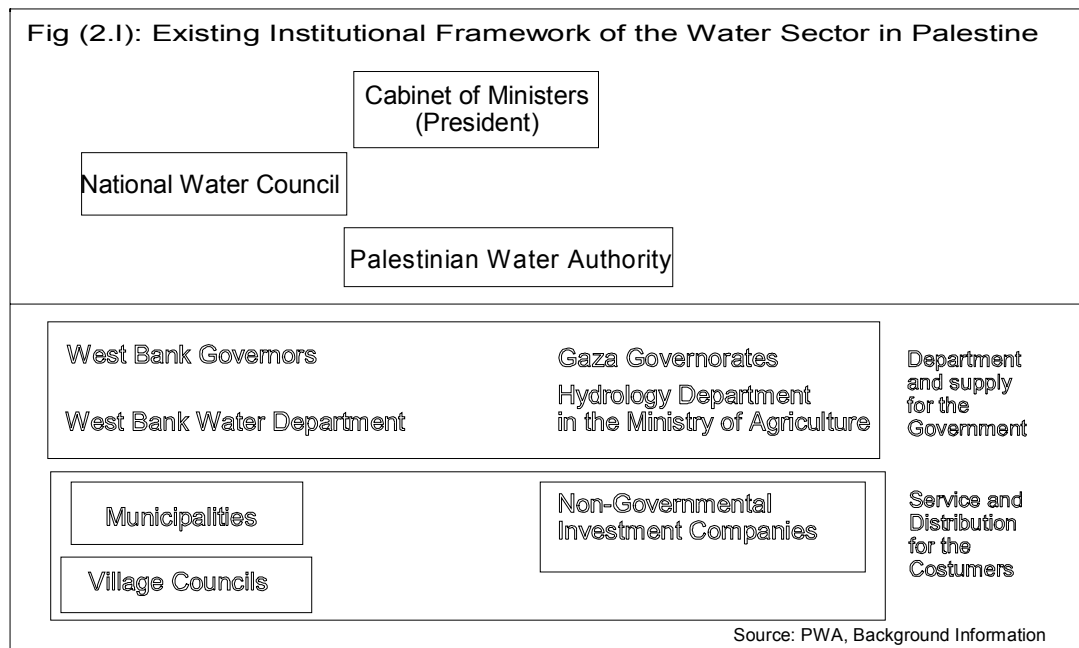 Fig (2.I): Existing Institutional Framework of the Water Sector in Palestine
Cabinet of Ministers
(President)
National Water Council
Palestinian Water Authority
West Bank Governors
West Bank Water Department
Gaza Governorates
Hydrology Department
in the Ministry of Agriculture
Department
and supply
for the
Government
Municipalities
Village Councils
Non-Governmental
Investment Companies
Service and
Distribution
for the
Costumers
Source: PWA, Background Information